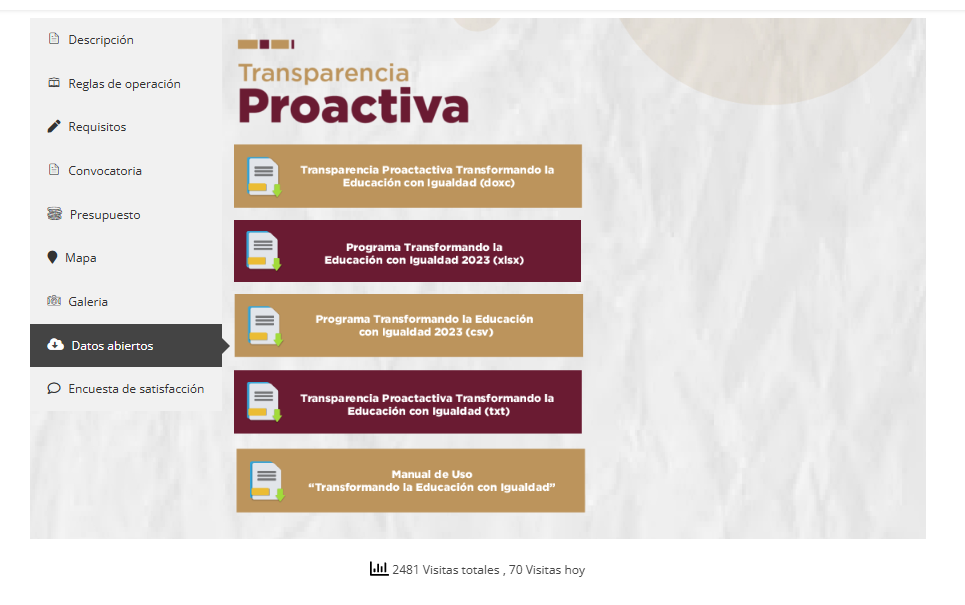 Descripción
Reglas de operación
Requisitos
Convocatoria
Presupuesto
Mapa
Galeria
Datos abiertos
Encuesta de satisfacción
Transparencia
Proactiva
Transparencia Proactactiva Transformando la
Educación con Igualdad (doxc)
Programa Transformando la
Educación con Igualdad 2023 (xlsx)
Programa Transformando la Educación
con Igualdad 2023 (csv)
Transparencia Proactactiva Transformando la
Educación con Igualdad (txt)
Manual de Uso
“Transformando la Educación con Igualdad”
2481 Visitas totales , 70 Visitas hoy